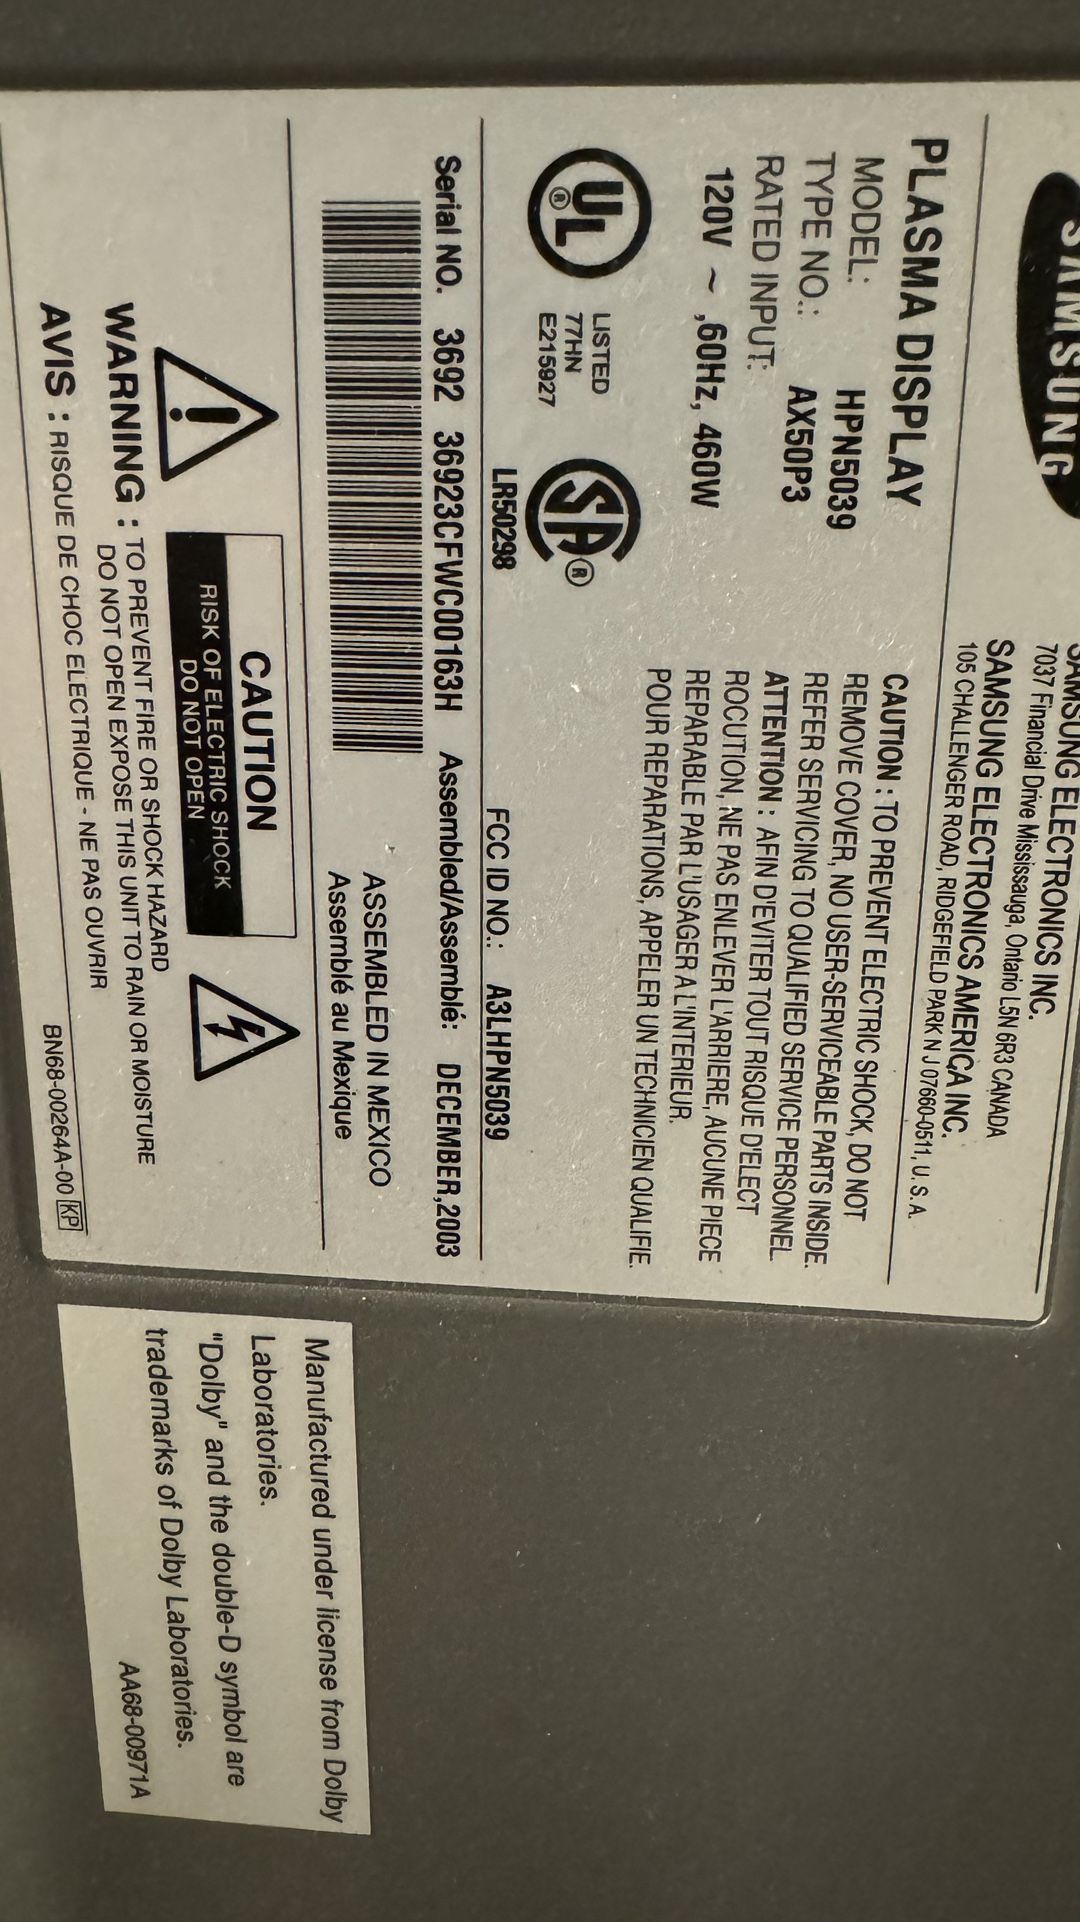 SAMSUNG
SAMSUNG ELECTRONICS INC.
7037 Financial Drive Mississauga, Ontario L5N 6R3 CANADA
SAMSUNG ELECTRONICS AMERICA INC.
105 CHALLENGER ROAD, RIDGEFIELD PARK N J 07660-0511, U. S. A.
PLASMA DISPLAY
MODEL: HPN5039
TYPE NO.: AX50P3
RATED INPUT:
120V ~ ,60Hz, 460W
CAUTION : TO PREVENT ELECTRIC SHOCK, DO NOT
REMOVE COVER, NO USER-SERVICEABLE PARTS INSIDE.
REFER SERVICING TO QUALIFIED SERVICE PERSONNEL.
ATTENTION : AFIN D'EVITER TOUT RISQUE D'ELECT
ROCUTION, NE PAS ENLEVER L'ARRIERE, AUCUNE PIECE
REPARABLE PAR L'USAGER A L'INTERIEUR.
POUR REPARATIONS, APPELER UN TECHNICIEN QUALIFIE.
UL ®
LISTED
77HN
E215927
SA ®
LR50298
FCC ID NO.: A3LHPN5039
Serial NO. 3692 36923CFWC00163H Assembled/Assemblé: DECEMBER,2003
ASSEMBLED IN MEXICO
Assemblé au Mexique
CAUTION
RISK OF ELECTRIC SHOCK
DO NOT OPEN
WARNING : TO PREVENT FIRE OR SHOCK HAZARD
DO NOT OPEN EXPOSE THIS UNIT TO RAIN OR MOISTURE
AVIS : RISQUE DE CHOC ELECTRIQUE - NE PAS OUVRIR
BN68-00264A-00 KP
Manufactured under license from Dolby
Laboratories.
"Dolby" and the double-D symbol are
trademarks of Dolby Laboratories.
AA68-00971A